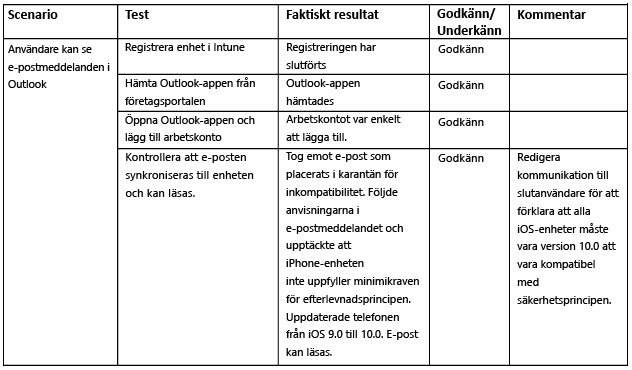 Scenario
Test
Faktiskt resultat
Godkänn/
Underkänn
Kommentar
Användare kan se
e-postmeddelanden i
Outlook
Registrera enhet i Intune
Registreringen har
slutförts
Godkänn
Hämta Outlook-appen från
företagsportalen
Outlook-appen
hämtades
Godkänn
Öppna Outlook-appen och
lägg till arbetskonto
Arbetskontot var enkelt
att lägga till.
Godkänn
Kontrollera att e-posten
synkroniseras till enheten
och kan läsas.
Tog emot e-post som
placerats i karantän för
inkompatibilitet. Följde
anvisningarna i
e-postmeddelandet och
upptäckte att
iPhone-enheten
inte uppfyller minimikraven
för efterlevnadsprincipen.
Uppdaterade telefonen
från iOS 9.0 till 10.0. E-post
kan läsas.
Godkänn
Redigera
kommunikation till
slutanvändare för att
förklara att alla
iOS-enheter måste
vara version 10.0 att
vara kompatibel
med
säkerhetsprincipen.